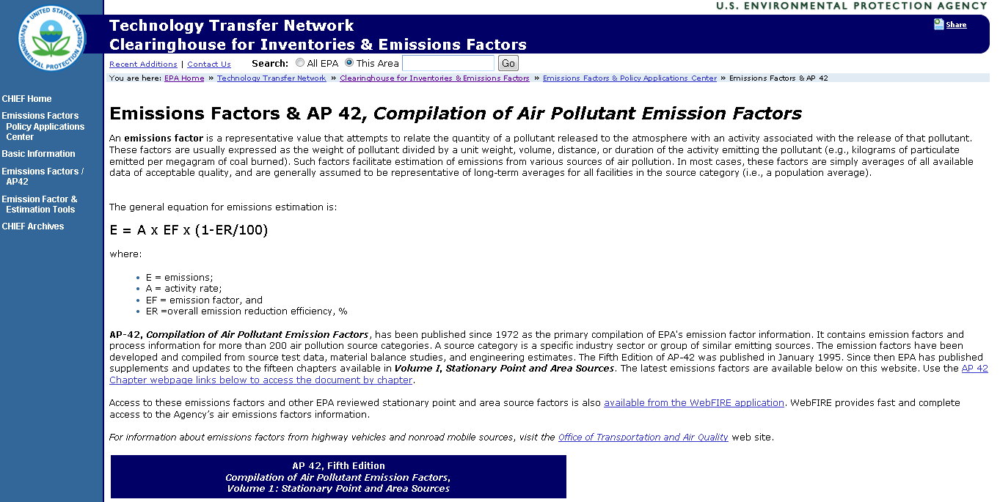 U.S. ENVIRONMENTAL PROTECTION AGENCY
UNITED STATES
ENVIRONMENTAL PROTECTION AGENCY
Technology Transfer Network
Share
Clearinghouse for Inventories & Emissions Factors
Recent Additions | Contact Us Search: All EPA This Area Go
You are here: EPA Home » Technology Transfer Network » Clearinghouse for Inventories & Emissions Factors » Emissions Factors & Policy Applications Center » Emissions Factors & AP 42
CHIEF Home
Emissions Factors
Policy Applications
Center
Basic Information
Emissions Factors /
AP42
Emission Factor &
Estimation Tools
CHIEF Archives
Emissions Factors & AP 42, Compilation of Air Pollutant Emission Factors
An emissions factor is a representative value that attempts to relate the quantity of a pollutant released to the atmosphere with an activity associated with the release of that pollutant.
These factors are usually expressed as the weight of pollutant divided by a unit weight, volume, distance, or duration of the activity emitting the pollutant (e.g., kilograms of particulate
emitted per megagram of coal burned). Such factors facilitate estimation of emissions from various sources of air pollution. In most cases, these factors are simply averages of all available
data of acceptable quality, and are generally assumed to be representative of long-term averages for all facilities in the source category (i.e., a population average).
The general equation for emissions estimation is:
E = A x EF x (1-ER/100)
where:
• E = emissions;
• A = activity rate;
• EF = emission factor, and
• ER =overall emission reduction efficiency, %
AP-42, Compilation of Air Pollutant Emission Factors, has been published since 1972 as the primary compilation of EPA's emission factor information. It contains emission factors and
process information for more than 200 air pollution source categories. A source category is a specific industry sector or group of similar emitting sources. The emission factors have been
developed and compiled from source test data, material balance studies, and engineering estimates. The Fifth Edition of AP-42 was published in January 1995. Since then EPA has published
supplements and updates to the fifteen chapters available in Volume I, Stationary Point and Area Sources. The latest emissions factors are available below on this website. Use the AP 42
Chapter webpage links below to access the document by chapter.
Access to these emissions factors and other EPA reviewed stationary point and area source factors is also available from the WebFIRE application. WebFIRE provides fast and complete
access to the Agency's air emissions factors information.
For information about emissions factors from highway vehicles and nonroad mobile sources, visit the Office of Transportation and Air Quality web site.
AP 42, Fifth Edition
Compilation of Air Pollutant Emission Factors,
Volume 1: Stationary Point and Area Sources